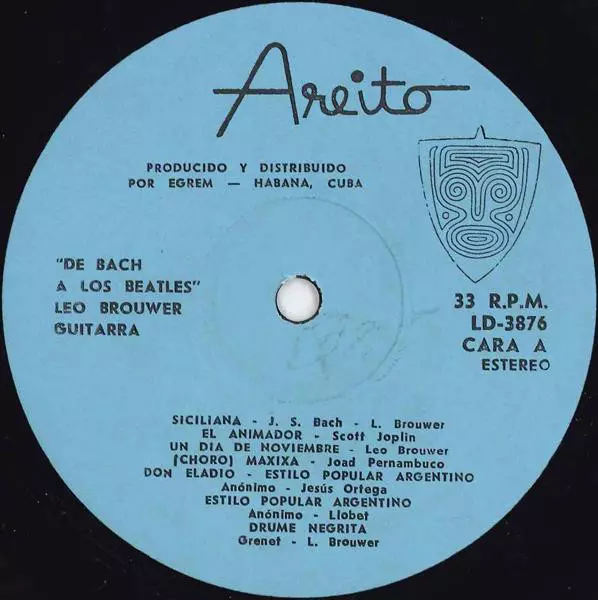 Areito
PRODUCIDO Y DISTRIBUIDO
POR EGREM — HABANA, CUBA
"DE BACH
A LOS BEATLES"
LEO BROUWER
GUITARRA
33 R.P.M.
LD-3876
CARA A
ESTEREO
SICILIANA - J. S. Bach - L. Brouwer
EL ANIMADOR - Scott Joplin
UN DIA DE NOVIEMBRE - Leo Brouwer
(CHORO) MAXIXA - Joad Pernambuco
DON ELADIO - ESTILO POPULAR ARGENTINO
Anónimo - Jesús Ortega
ESTILO POPULAR ARGENTINO
Anónimo - Llobet
DRUME NEGRITA
Grenet - L. Brouwer